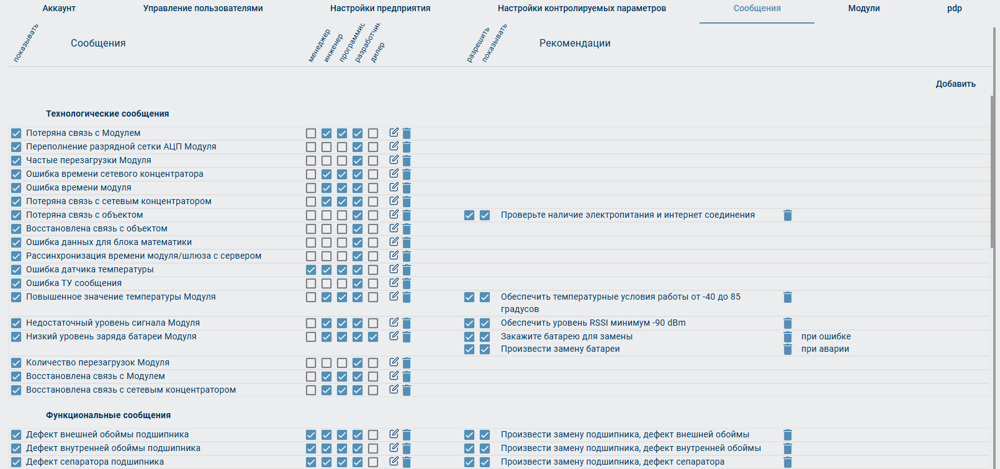 Аккаунт Управление пользователями Настройки предприятия Настройки контролируемых параметров Сообщения Модули pdp
показывать Сообщения менеджер инженер разработчик дилер разрешить показывать Рекомендации
Добавить
Технологические сообщения
Потеряна связь с Модулем
Переполнение разрядной сетки АЦП Модуля
Частые перезагрузки Модуля
Ошибка времени сетевого концентратора
Ошибка времени модуля
Потеряна связь с сетевым концентратором
Потеряна связь с объектом Проверьте наличие электропитания и интернет соединения
Восстановлена связь с объектом
Ошибка данных для блока математики
Рассинхронизация времени модуля/шлюза с сервером
Ошибка датчика температуры
Ошибка ТУ сообщения
Повышенное значение температуры Модуля Обеспечить температурные условия работы от -40 до 85
градусов
Недостаточный уровень сигнала Модуля Обеспечить уровень RSSI минимум -90 dBm
Низкий уровень заряда батареи Модуля Закажите батарею для замены при ошибке
Произвести замену батареи при аварии
Количество перезагрузок Модуля
Восстановлена связь с Модулем
Восстановлена связь с сетевым концентратором
Функциональные сообщения
Дефект внешней обоймы подшипника Произвести замену подшипника, дефект внешней обоймы
Дефект внутренней обоймы подшипника Произвести замену подшипника, дефект внутренней обоймы
Дефект сепаратора подшипника Произвести замену подшипника, дефект сепаратора